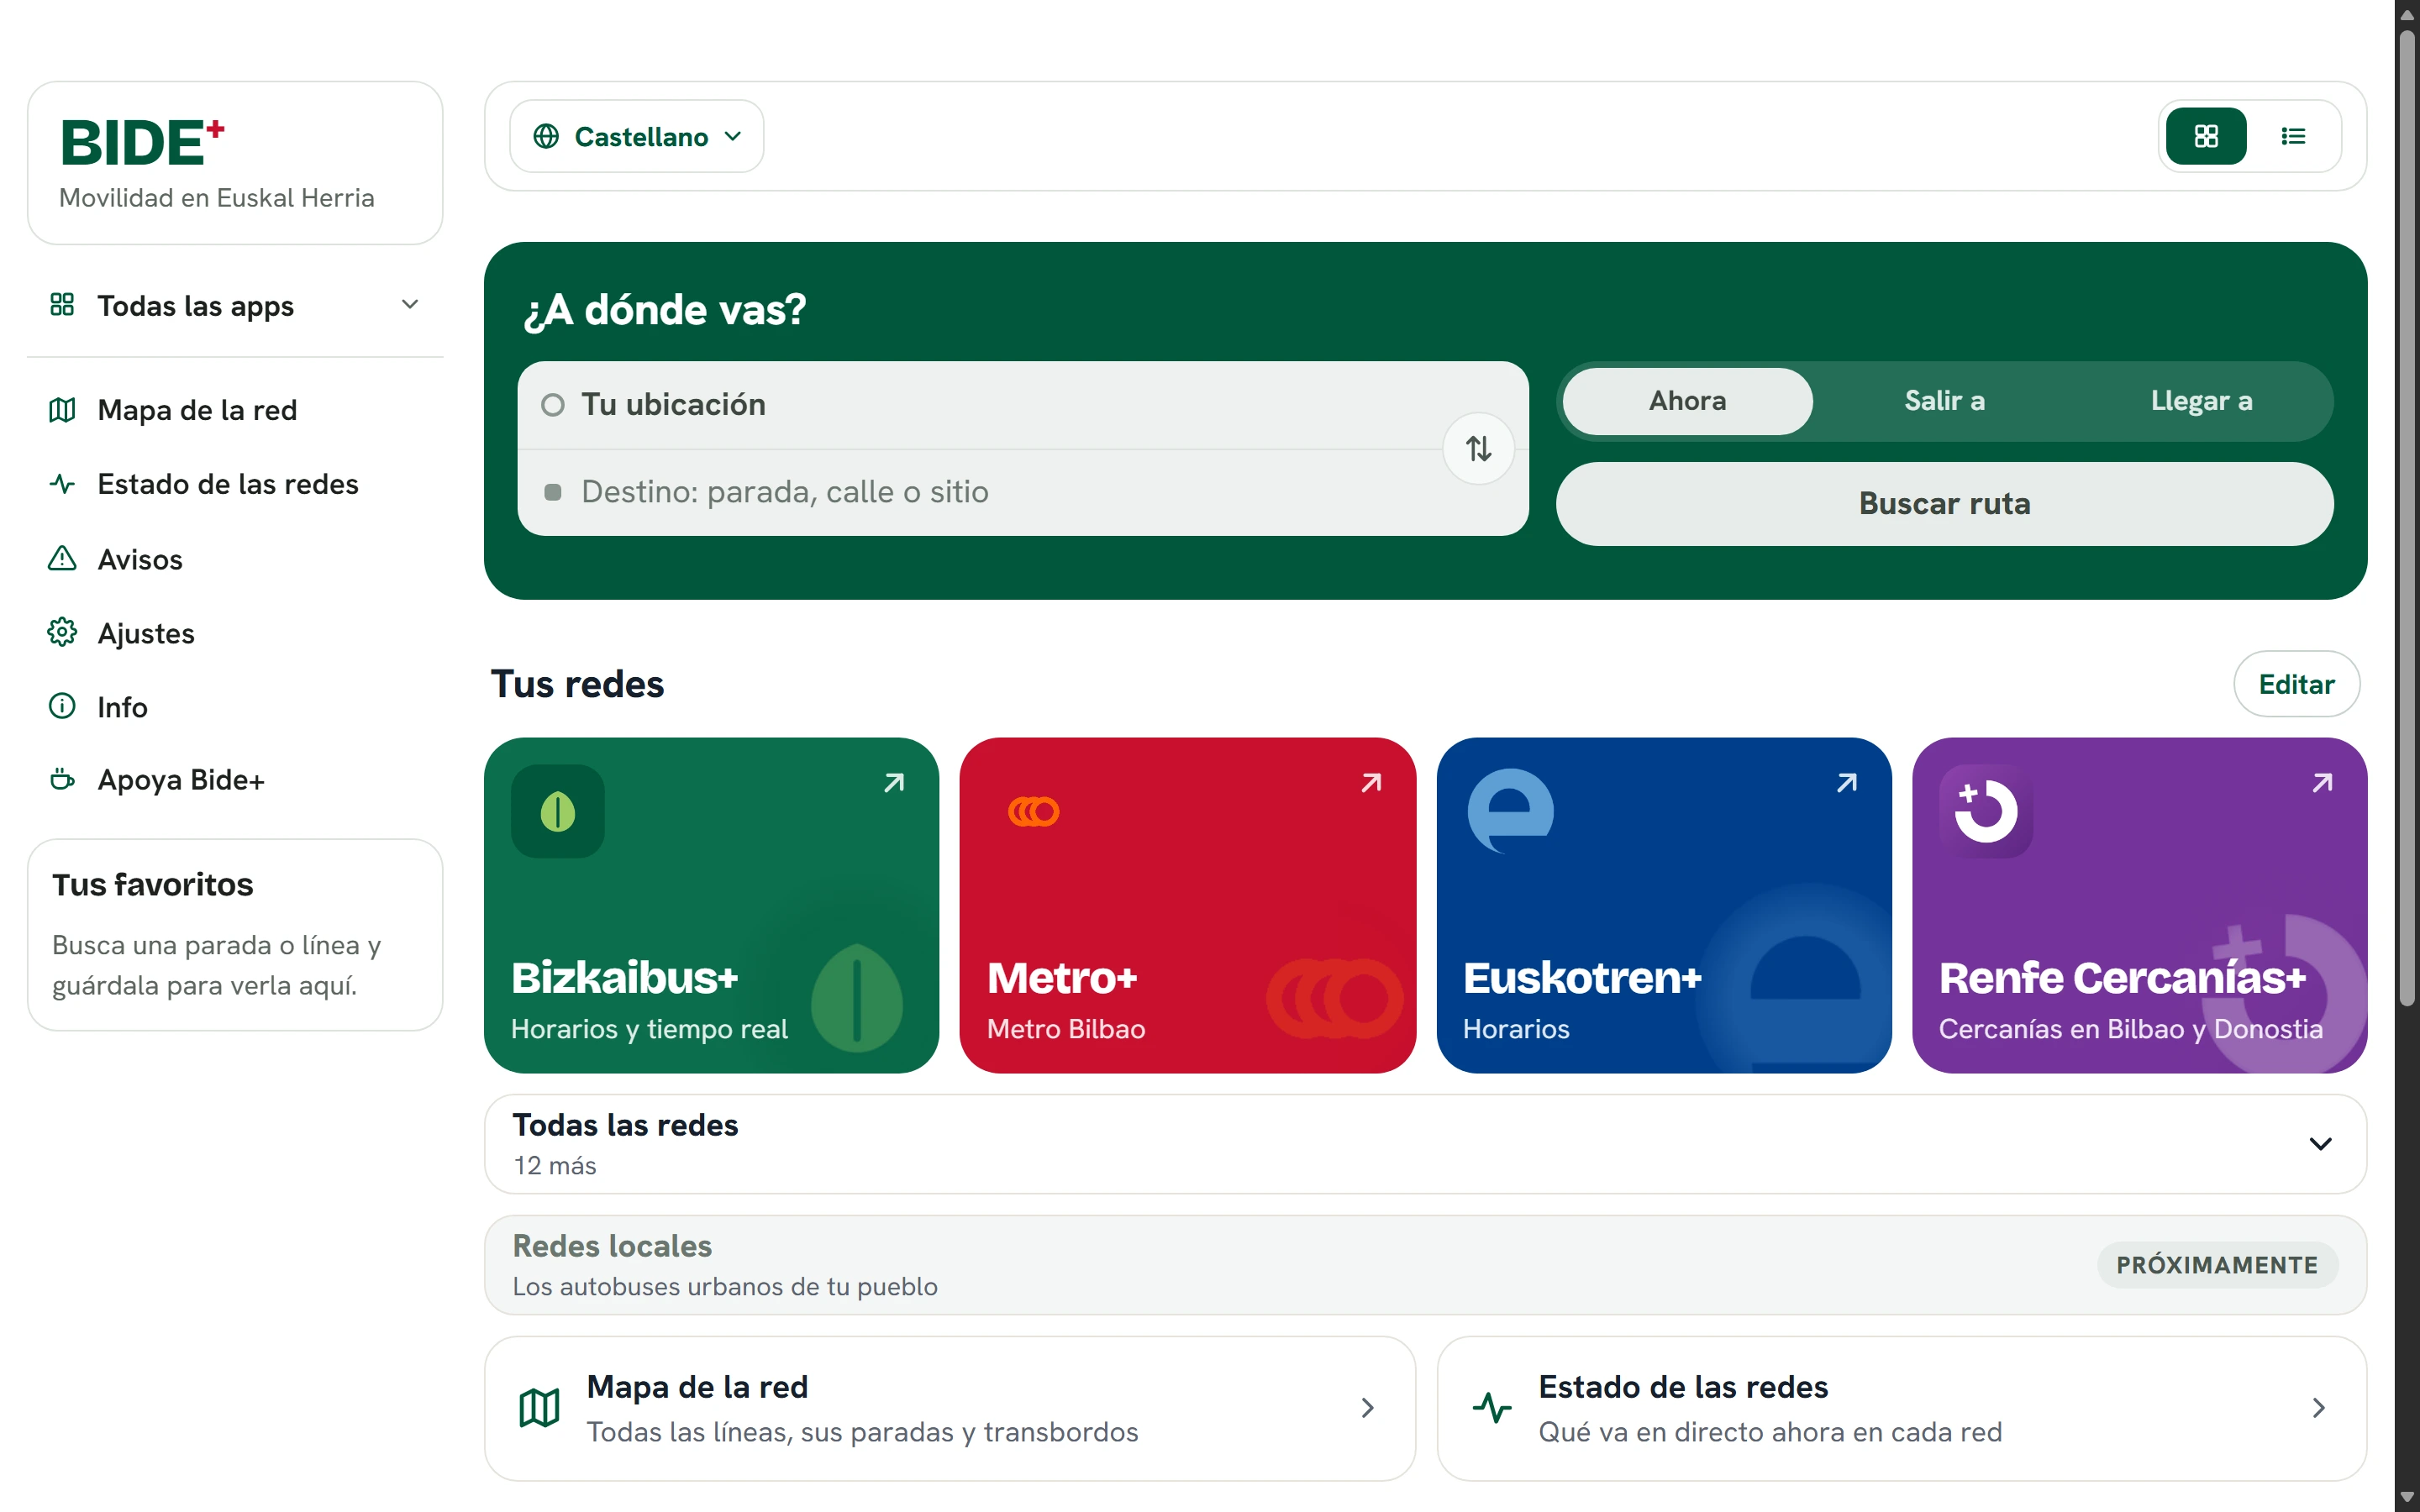 BIDE+
Movilidad en Euskal Herria
Todas las apps
Mapa de la red
Estado de las redes
Avisos
Ajustes
Info
Apoya Bide+
Tus favoritos
Busca una parada o línea y
guárdala para verla aquí.
Castellano
¿A dónde vas?
Tu ubicación
Destino: parada, calle o sitio
Ahora
Salir a
Llegar a
Buscar ruta
Tus redes
Editar
Bizkaibus+
Horarios y tiempo real
Metro+
Metro Bilbao
Euskotren+
Horarios
Renfe Cercanías+
Cercanías en Bilbao y Donostia
Todas las redes
12 más
Redes locales
Los autobuses urbanos de tu pueblo
PRÓXIMAMENTE
Mapa de la red
Todas las líneas, sus paradas y transbordos
Estado de las redes
Qué va en directo ahora en cada red